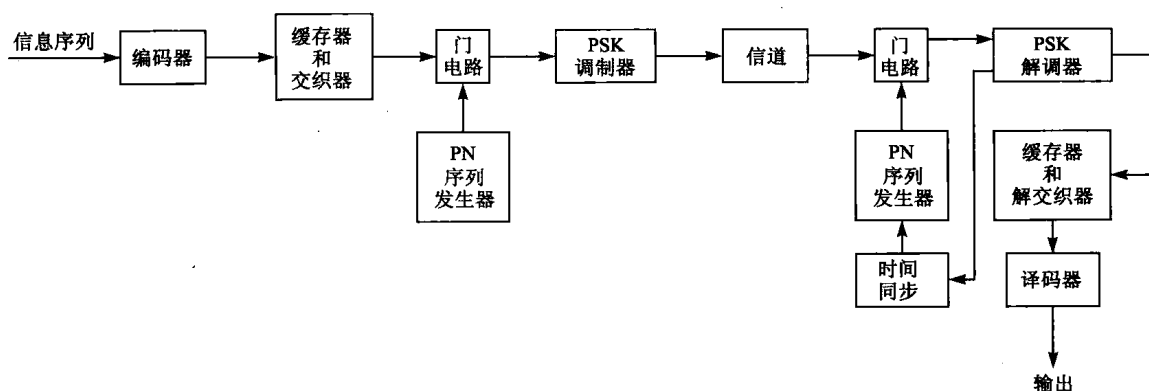 信息序列
编码器
缓存器
和
交织器
门
电路
PSK
调制器
信道
门
电路
PSK
解调器
PN
序列
发生器
PN
序列
发生器
缓存器
和
解交织器
时间
同步
译码器
输出